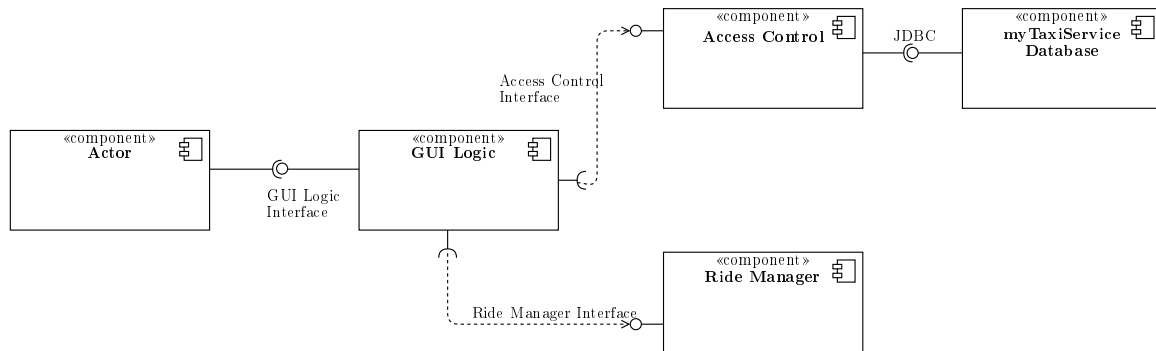 «component»
Access Control
«component»
myTaxiService
Database
JDBC
Access Control
Interface
«component»
Actor
«component»
GUI Logic
GUI Logic
Interface
«component»
Ride Manager
Ride Manager Interface